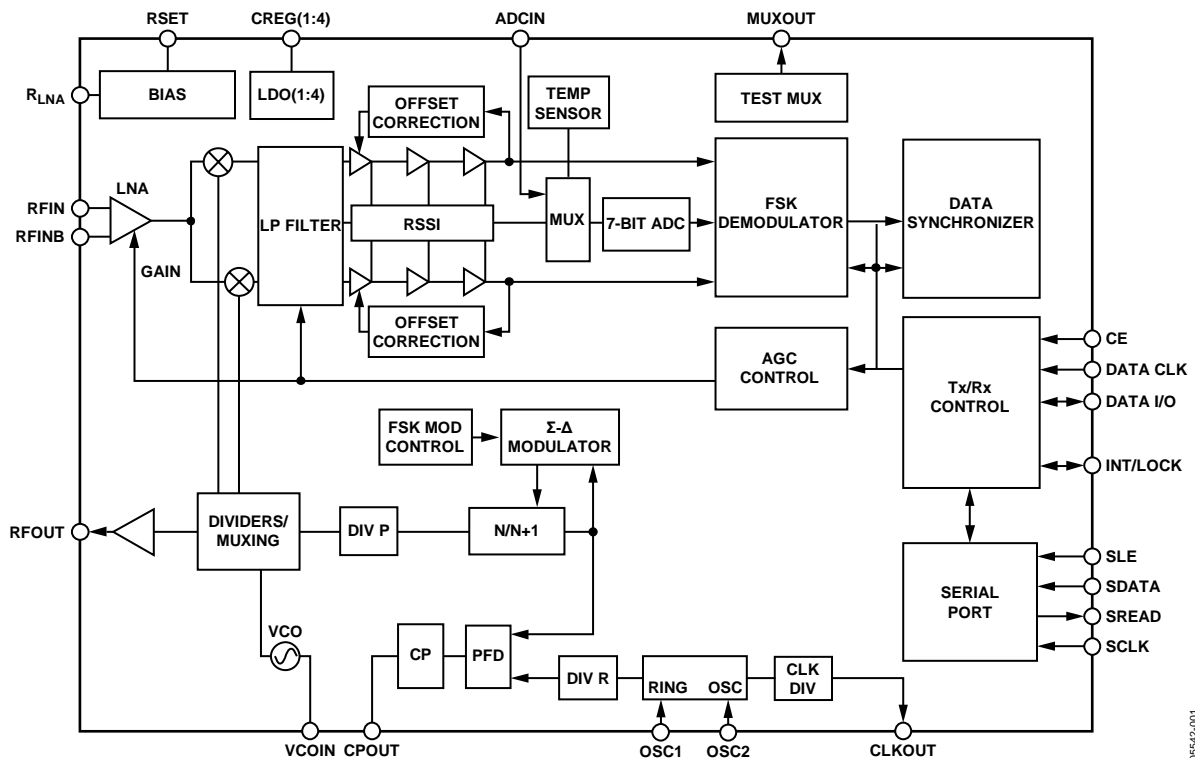 RSET
CREG(1:4)
ADCIN
MUXOUT
RLNA
BIAS
LDO(1:4)
OFFSET
CORRECTION
TEMP
SENSOR
TEST MUX
LNA
RFIN
RFINB
GAIN
LP FILTER
RSSI
MUX
7-BIT ADC
FSK
DEMODULATOR
DATA
SYNCHRONIZER
OFFSET
CORRECTION
AGC
CONTROL
Tx/Rx
CONTROL
CE
DATA CLK
DATA I/O
INT/LOCK
FSK MOD
CONTROL
Σ-Δ
MODULATOR
RFOUT
DIVIDERS/
MUXING
DIV P
N/N+1
SERIAL
PORT
SLE
SDATA
SREAD
SCLK
VCO
CP
PFD
DIV R
RING
OSC
CLK
DIV
VCOIN
CPOUT
OSC1
OSC2
CLKOUT
05542-001